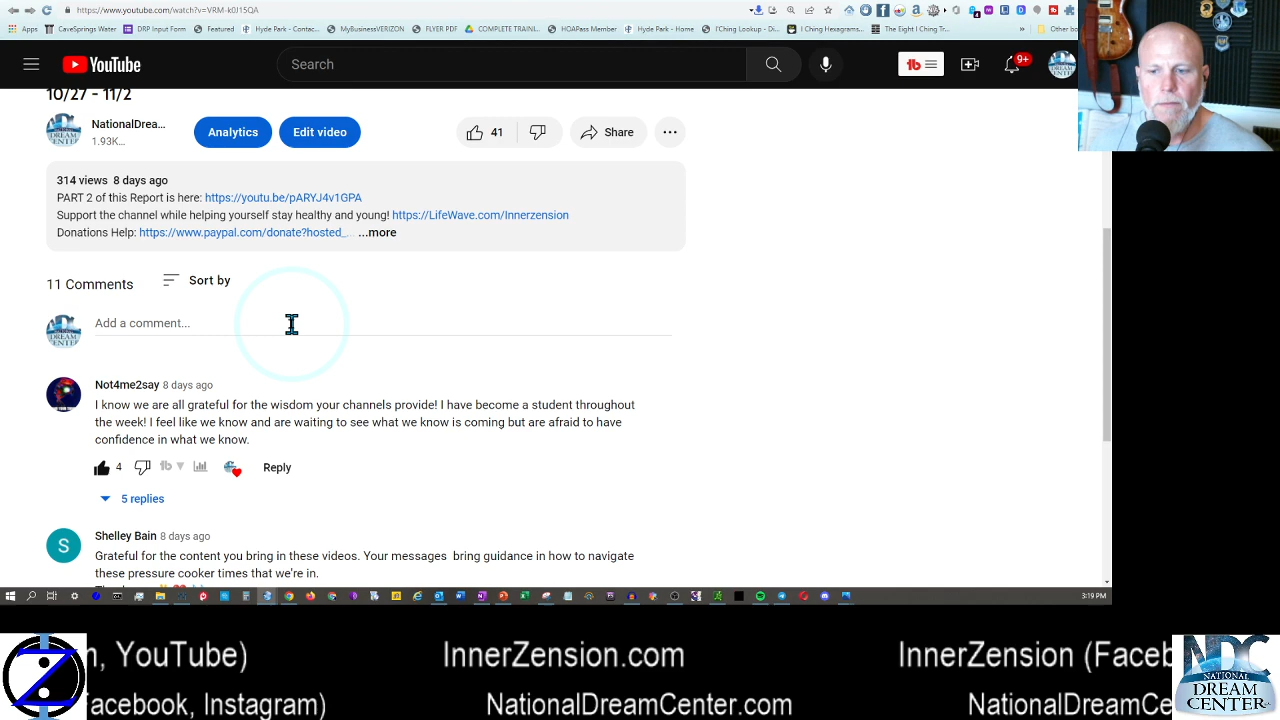 https://www.youtube.com/watch?v=VRM-k0J15QA
Apps CaveSprings Water DRP Input Form Featured Hyde Park - Contac... MyBusinessVERIZON FLYER PDF COMPLETE TRAINI... HOAPass Member Hyde Park - Home I'Ching Lookup - Di... I Ching Hexagrams... The Eight I Ching Tr... » Other bo
YouTube
Search
tb
9+
10/27 - 11/2
NationalDrea...
1.93K...
Analytics
Edit video
41
Share
314 views 8 days ago
PART 2 of this Report is here: https://youtu.be/pARYJ4v1GPA
Support the channel while helping yourself stay healthy and young! https://LifeWave.com/Innerzension
Donations Help: https://www.paypal.com/donate?hosted_... ...more
11 Comments
Sort by
Add a comment...
Not4me2say 8 days ago
I know we are all grateful for the wisdom your channels provide! I have become a student throughout
the week! I feel like we know and are waiting to see what we know is coming but are afraid to have
confidence in what we know.
4
tb
Reply
5 replies
S
Shelley Bain 8 days ago
Grateful for the content you bring in these videos. Your messages bring guidance in how to navigate
these pressure cooker times that we're in.
3:19 PM
n, YouTube)
InnerZension.com
InnerZension (Faceb
acebook, Instagram)
NationalDreamCenter.com
NationalDreamCe
NDC
NATIONAL
DREAM
CENTER